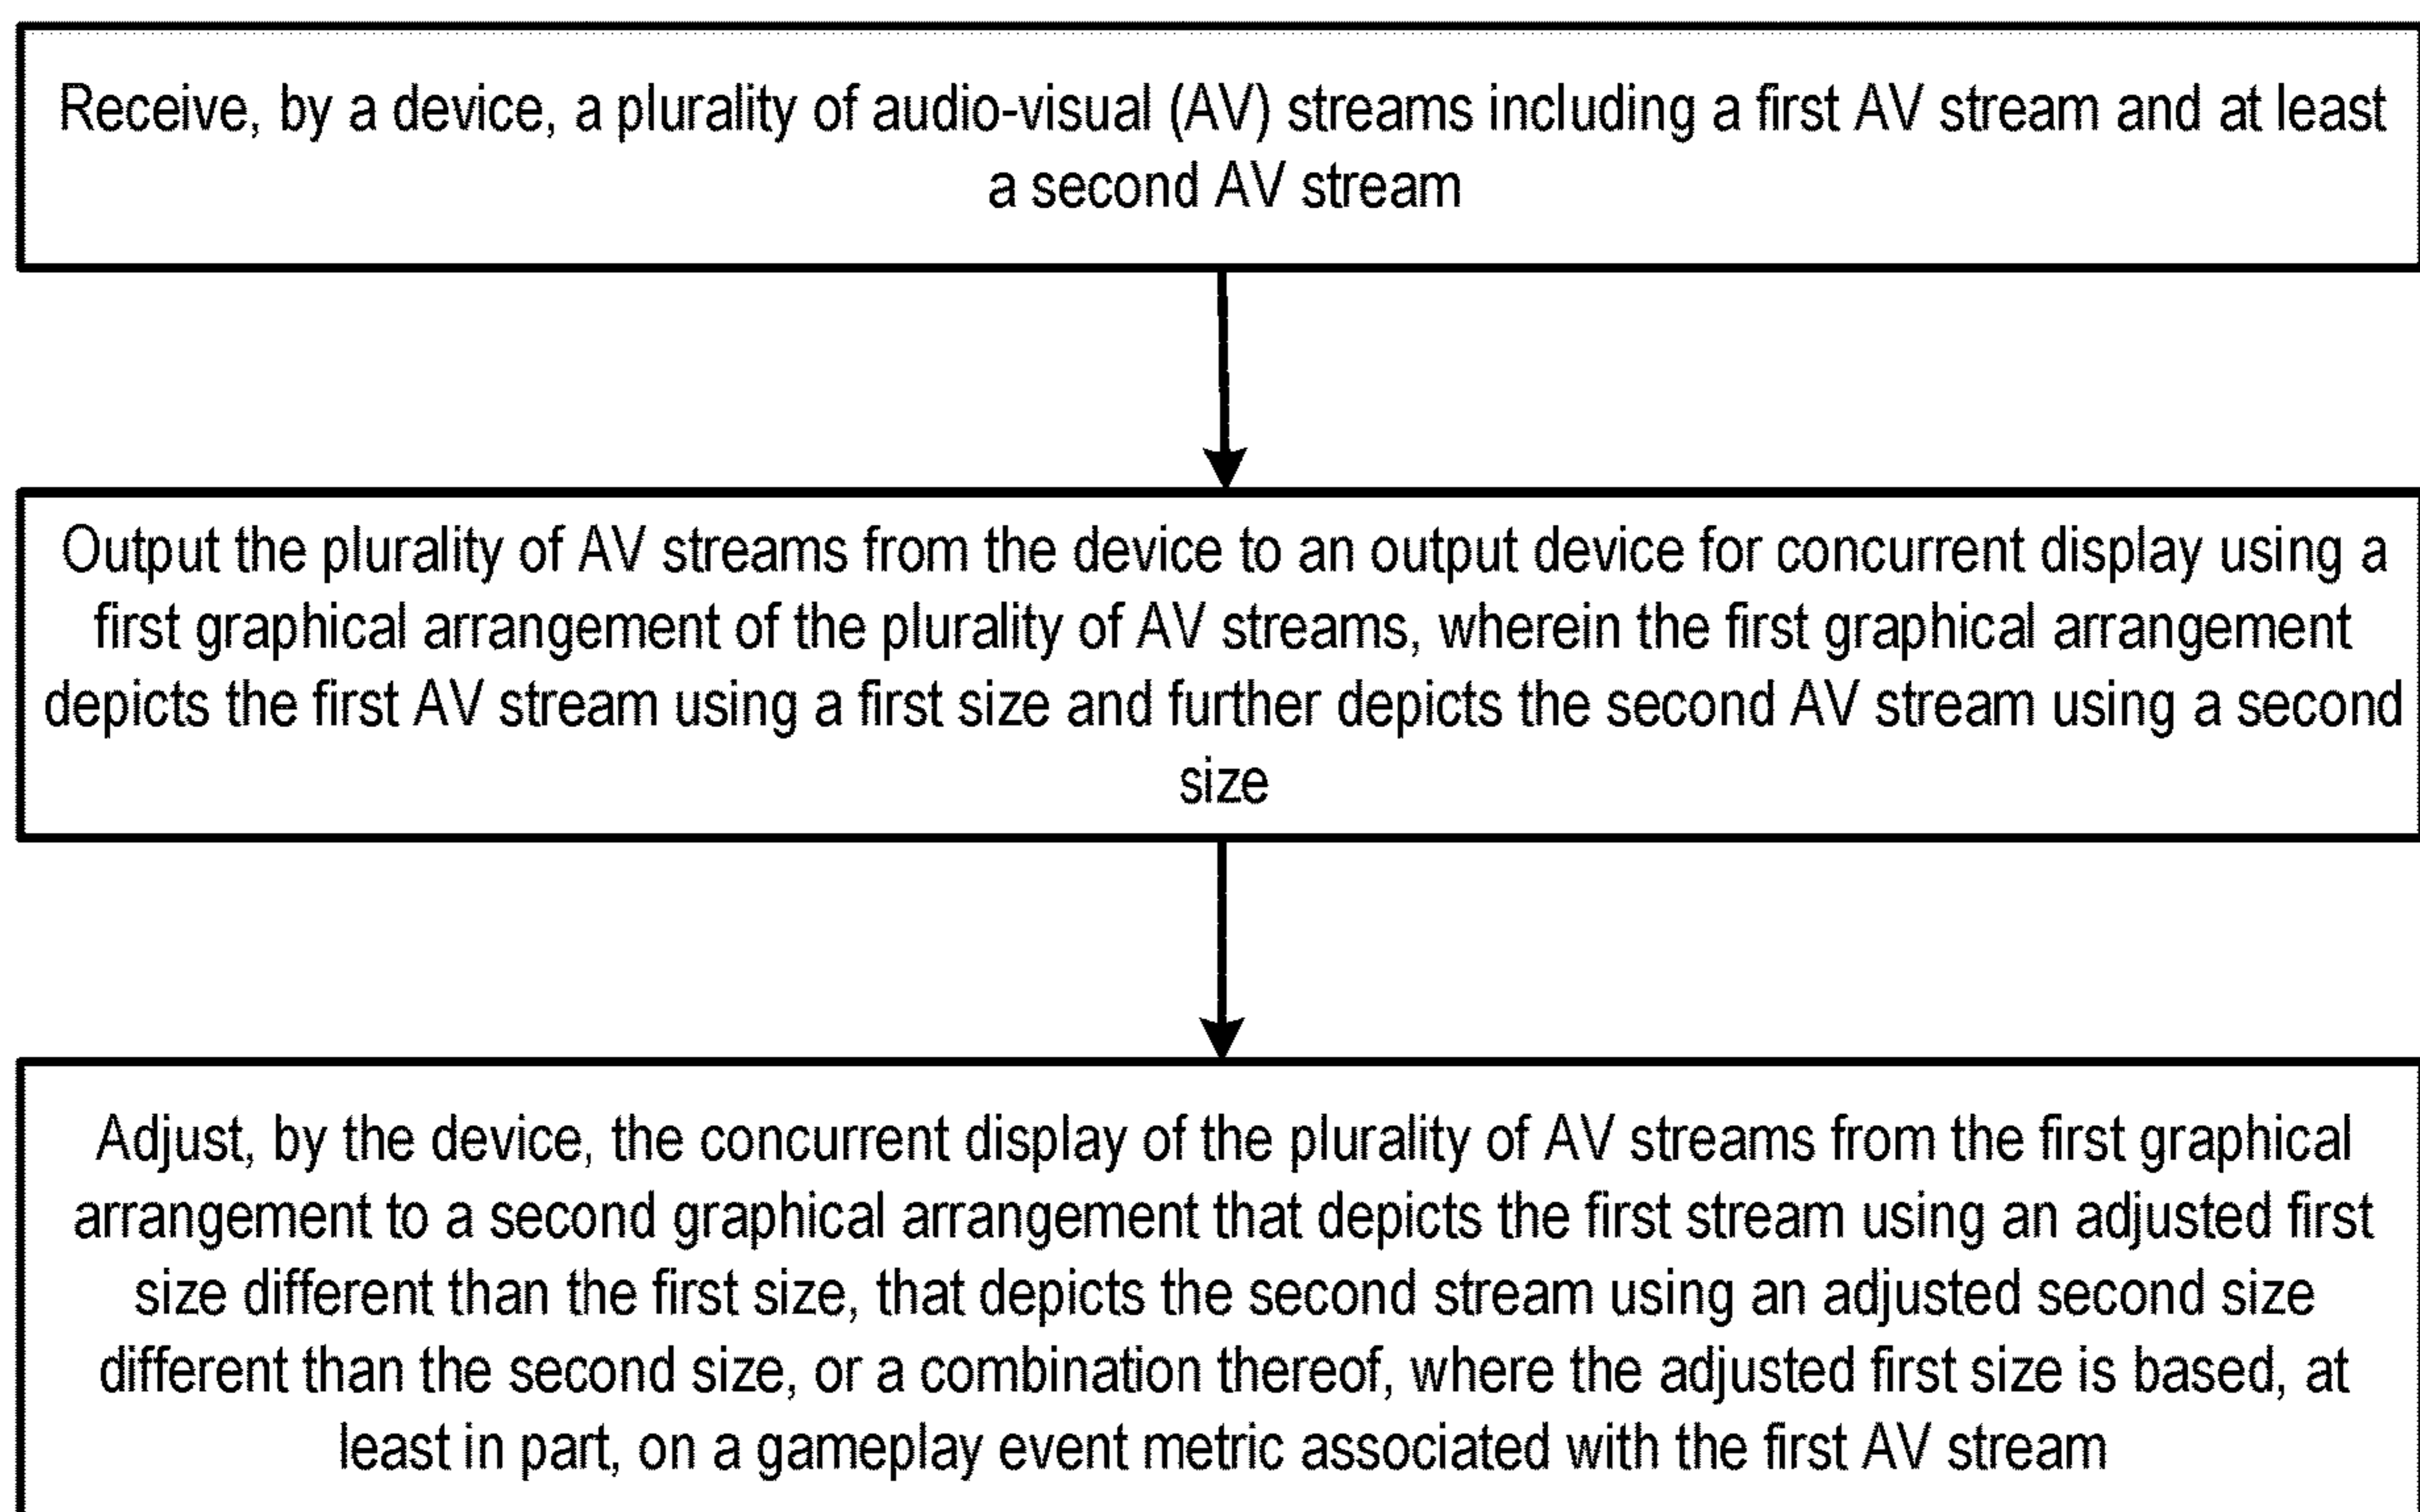 Receive, by a device, a plurality of audio-visual (AV) streams including a first AV stream and at least
a second AV stream
Output the plurality of AV streams from the device to an output device for concurrent display using a
first graphical arrangement of the plurality of AV streams, wherein the first graphical arrangement
depicts the first AV stream using a first size and further depicts the second AV stream using a second
size
Adjust, by the device, the concurrent display of the plurality of AV streams from the first graphical
arrangement to a second graphical arrangement that depicts the first stream using an adjusted first
size different than the first size, that depicts the second stream using an adjusted second size
different than the second size, or a combination thereof, where the adjusted first size is based, at
least in part, on a gameplay event metric associated with the first AV stream